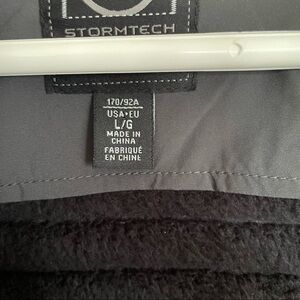 STORMTECH
170/92A
USA▸EU
L/G
MADE IN
CHINA
FABRIQUÉ
EN CHINE